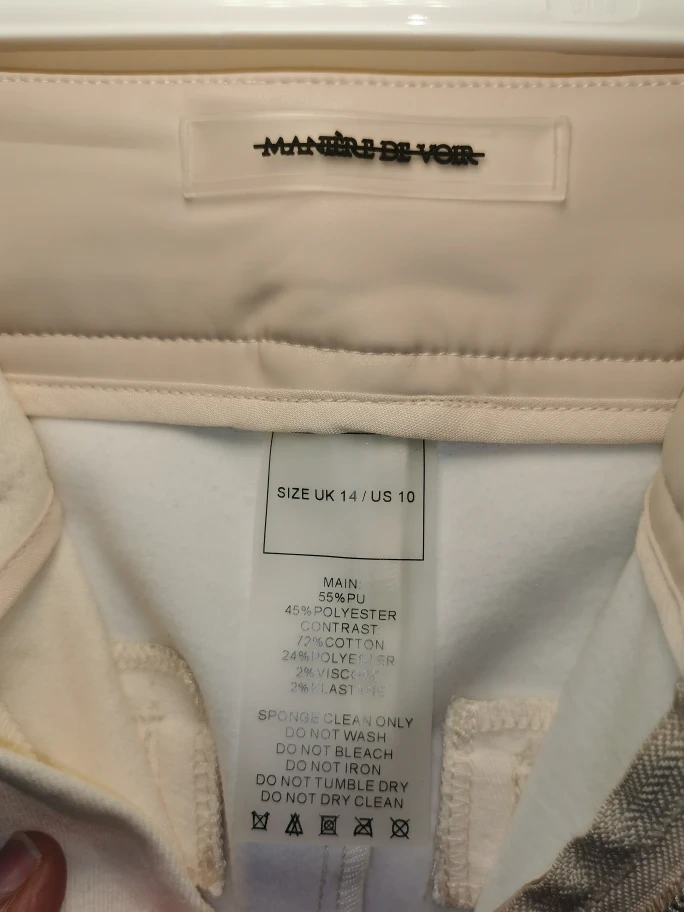 MANIÈRE DE VOIR
SIZE UK 14 / US 10
MAIN:
55%PU
45%POLYESTER
CONTRAST
72%COTTON
24%POLYESTER
2%VISCOSE
2%ELASTANE
SPONGE CLEAN ONLY
DO NOT WASH
DO NOT BLEACH
DO NOT IRON
DO NOT TUMBLE DRY
DO NOT DRY CLEAN